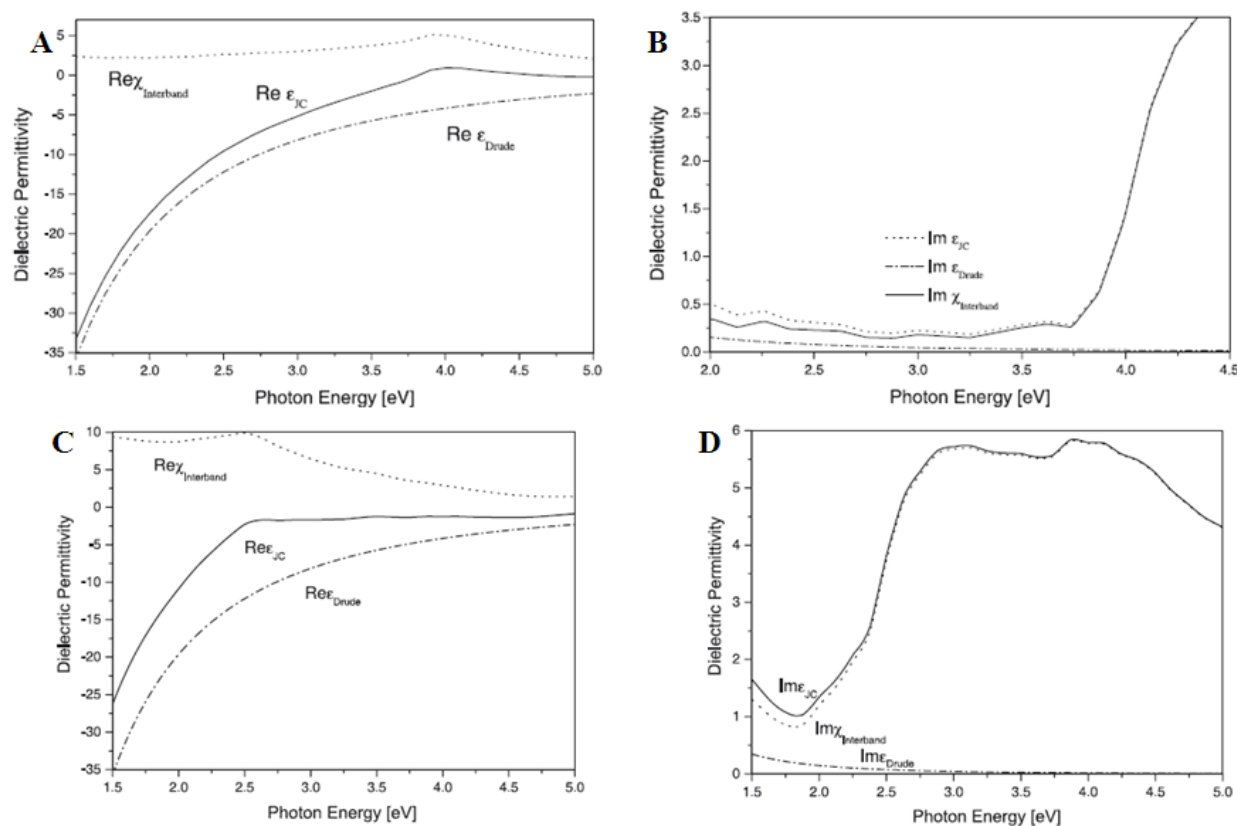 A
5
0
-5
-10
-15
-20
-25
-30
-35
Dielectric Permittivity
Reχ_Interband
Re ε_JC
Re ε_Drude
1.5 2.0 2.5 3.0 3.5 4.0 4.5 5.0
Photon Energy [eV]
B
3.5
3.0
2.5
2.0
1.5
1.0
0.5
0.0
Dielectric Permittivity
Im ε_JC
Im ε_Drude
Im χ_Interband
2.0 2.5 3.0 3.5 4.0 4.5
Photon Energy [eV]
C
10
5
0
-5
-10
-15
-20
-25
-30
-35
Dielecrtic Permittivity
Reχ_Interband
Reε_JC
Reε_Drude
1.5 2.0 2.5 3.0 3.5 4.0 4.5 5.0
Photon Energy [eV]
D
6
5
4
3
2
1
0
Dielectric Permittivity
Imε_JC
Imχ_Interband
Imε_Drude
1.5 2.0 2.5 3.0 3.5 4.0 4.5 5.0
Photon Energy [eV]